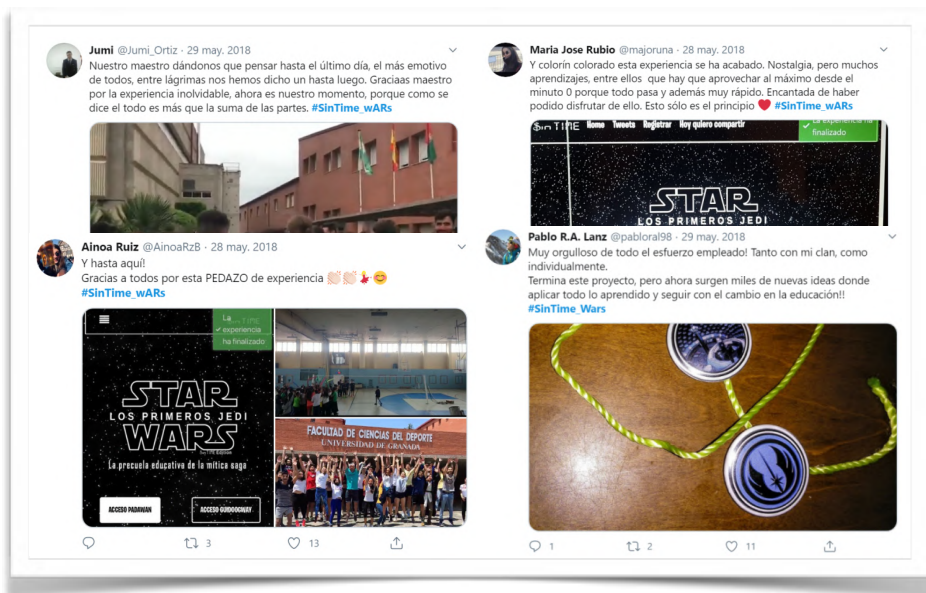 Jumi @Jumi_Ortiz · 29 may. 2018
Nuestro maestro dándonos que pensar hasta el último día, el más emotivo
de todos, entre lágrimas nos hemos dicho un hasta luego. Graciaas maestro
por la experiencia inolvidable, ahora es nuestro momento, porque como se
dice el todo es más que la suma de las partes. #SinTime_wARs
Maria Jose Rubio @majoruna · 28 may. 2018
Y colorín colorado esta experiencia se ha acabado. Nostalgia, pero muchos
aprendizajes, entre ellos que hay que aprovechar al máximo desde el
minuto 0 porque todo pasa y además muy rápido. Encantada de haber
podido disfrutar de ello. Esto sólo es el principio ❤️ #SinTime_wARs
$in TIME Home Tweets Registrar Hoy quiero compartir
✓ La experiencia ha
finalizado
STAR
LOS PRIMEROS JEDI
Ainoa Ruiz @AinoaRzB · 28 may. 2018
Y hasta aquí!
Gracias a todos por esta PEDAZO de experiencia 👏🏻👏🏻💃😊
#SinTime_wARs
La
✓ experiencia
ha finalizado
STAR
LOS PRIMEROS JEDI
WARS
La precuela educativa de la mítica saga
ACCESO PADAWAN
ACCESO GUIDOOGWAY
FACULTAD DE CIENCIAS DEL DEPORTE
UNIVERSIDAD DE GRANADA
3
13
Pablo R.A. Lanz @pabloral98 · 29 may. 2018
Muy orgulloso de todo el esfuerzo empleado! Tanto con mi clan, como
individualmente.
Termina este proyecto, pero ahora surgen miles de nuevas ideas donde
aplicar todo lo aprendido y seguir con el cambio en la educación!!
#SinTime_Wars
1
2
11